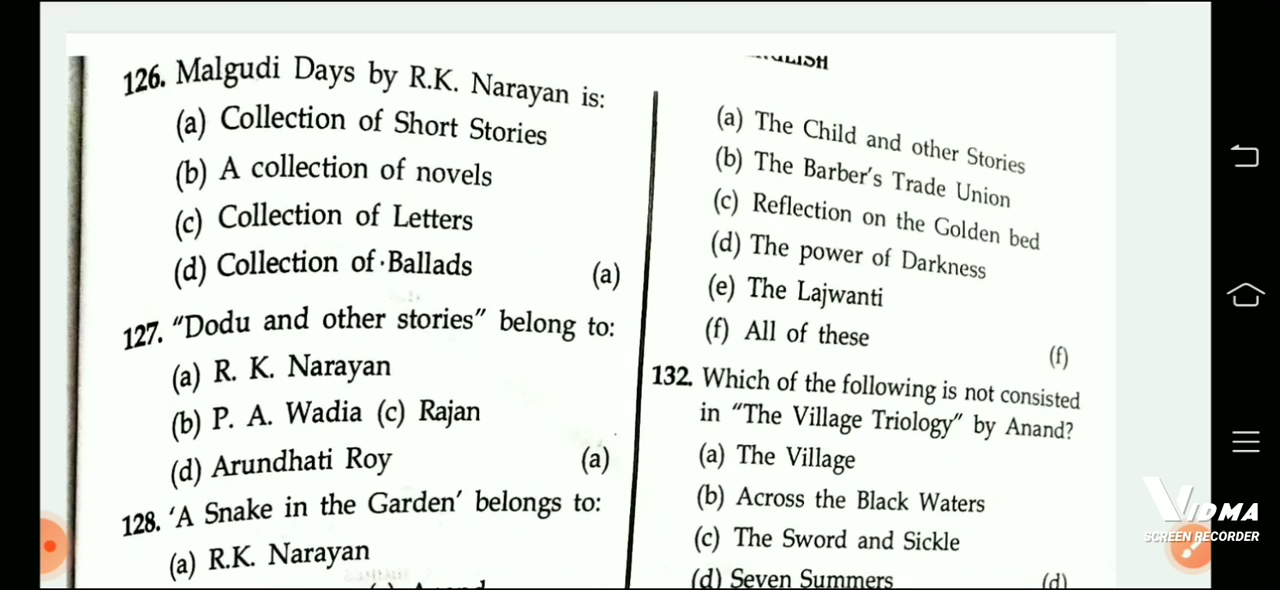 126. Malgudi Days by R.K. Narayan is:
(a) Collection of Short Stories
(b) A collection of novels
(c) Collection of Letters
(d) Collection of Ballads (a)
127. "Dodu and other stories" belong to:
(a) R. K. Narayan
(b) P. A. Wadia (c) Rajan
(d) Arundhati Roy (a)
128. 'A Snake in the Garden' belongs to:
(a) R.K. Narayan
(a) The Child and other Stories
(b) The Barber's Trade Union
(c) Reflection on the Golden bed
(d) The power of Darkness
(e) The Lajwanti
(f) All of these
(f)
132. Which of the following is not consisted
in "The Village Triology" by Anand?
(a) The Village
(b) Across the Black Waters
(c) The Sword and Sickle
(d) Seven Summers (d)
VIDMA
SCREEN RECORDER